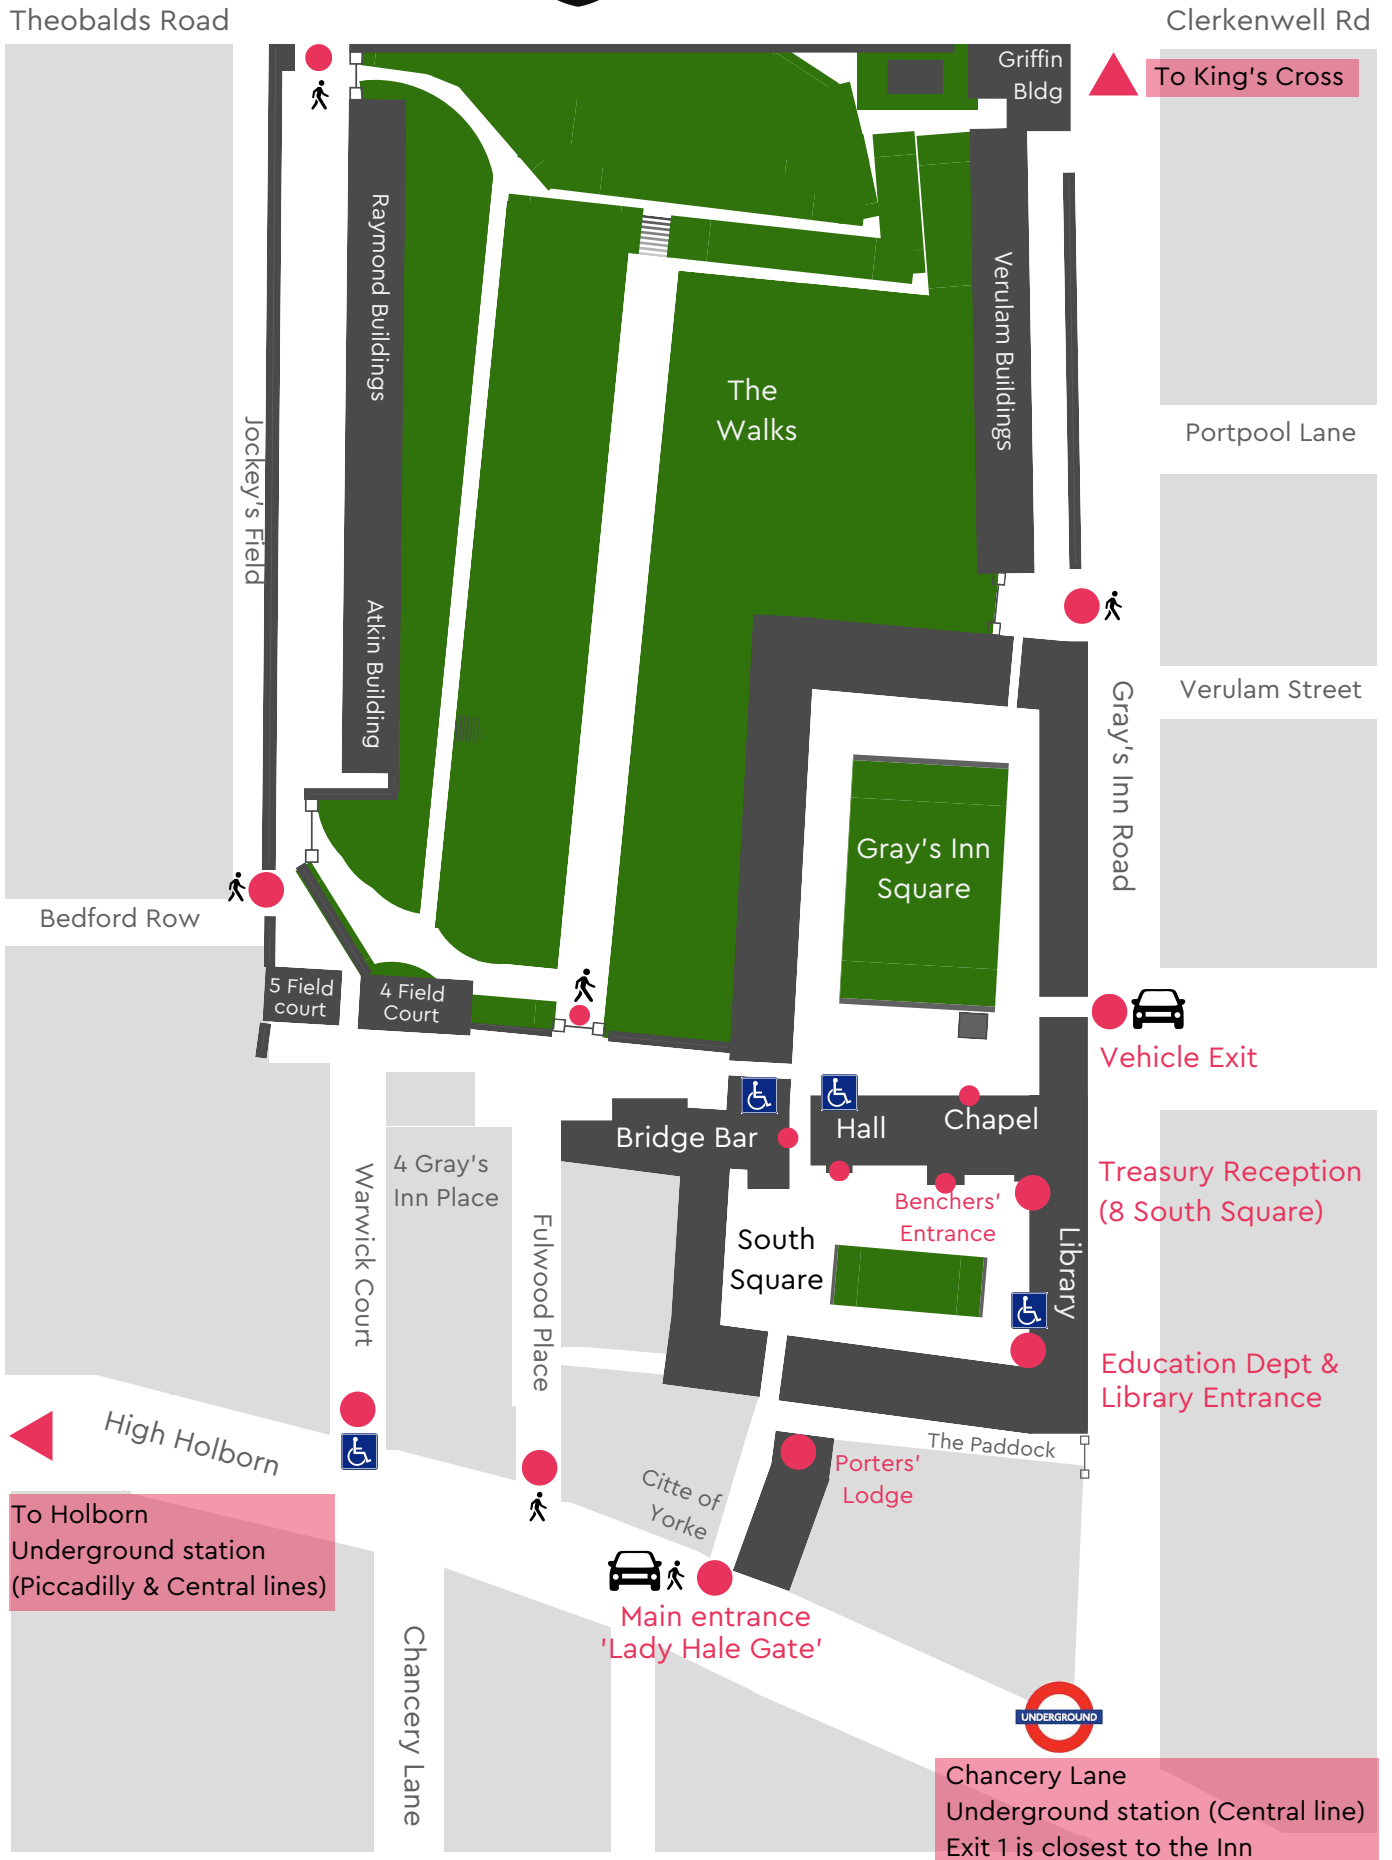 Theobalds Road
Clerkenwell Rd
Griffin
Bldg
To King's Cross
Raymond Buildings
Verulam Buildings
The
Walks
Jockey's Field
Portpool Lane
Atkin Building
Verulam Street
Gray's Inn Road
Gray's Inn
Square
Bedford Row
5 Field
court
4 Field
Court
Vehicle Exit
Bridge Bar
Hall
Chapel
4 Gray's
Inn Place
Warwick Court
Fulwood Place
Treasury Reception
(8 South Square)
Benchers'
Entrance
South
Square
Library
Education Dept &
Library Entrance
High Holborn
The Paddock
Porters'
Lodge
Citte of
Yorke
To Holborn
Underground station
(Piccadilly & Central lines)
Main entrance
'Lady Hale Gate'
Chancery Lane
UNDERGROUND
Chancery Lane
Underground station (Central line)
Exit 1 is closest to the Inn